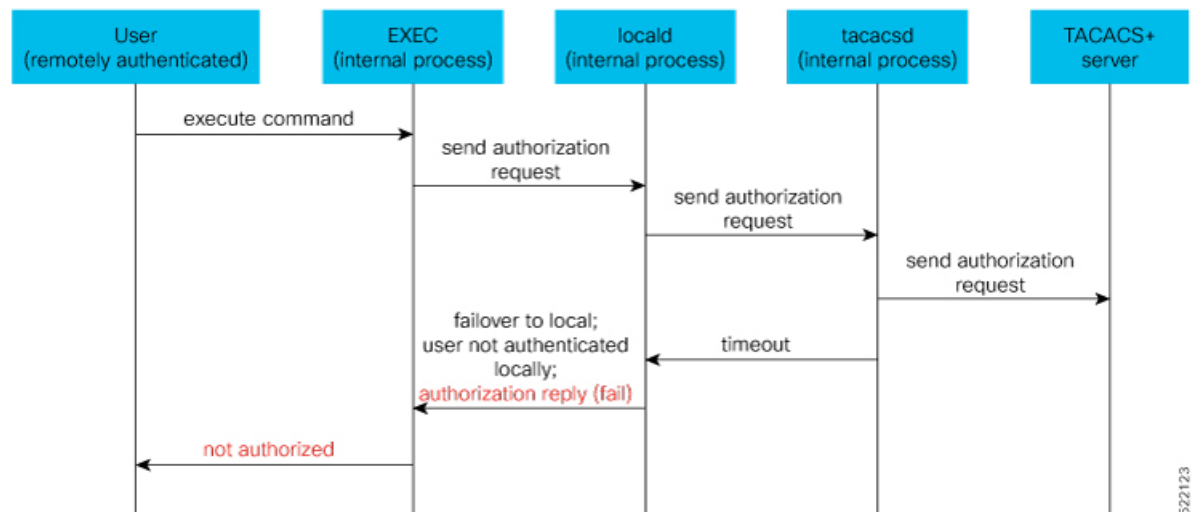 User
(remotely authenticated)
EXEC
(internal process)
locald
(internal process)
tacacsd
(internal process)
TACACS+
server
execute command
send authorization
request
send authorization
request
send authorization
request
failover to local;
user not authenticated
locally;
authorization reply (fail)
timeout
not authorized
522123